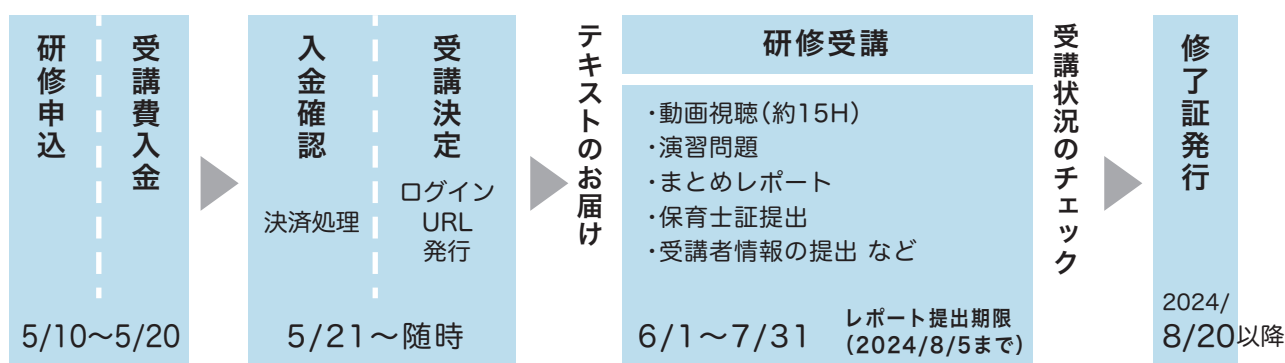 研修申込
受講費入金
5/10～5/20
入金確認
決済処理
受講決定
ログイン
URL
発行
5/21～随時
テキストのお届け
研修受講
・動画視聴（約15H）
・演習問題
・まとめレポート
・保育士証提出
・受講者情報の提出 など
6/1～7/31
レポート提出期限
（2024/8/5まで）
受講状況のチェック
修了証発行
2024/
8/20以降